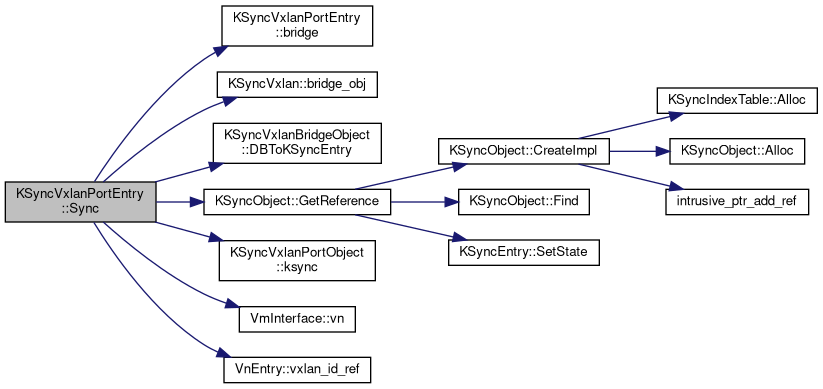 KSyncVxlanPortEntry
::Sync
KSyncVxlanPortEntry
::bridge
KSyncVxlan::bridge_obj
KSyncVxlanBridgeObject
::DBToKSyncEntry
KSyncObject::GetReference
KSyncVxlanPortObject
::ksync
VmInterface::vn
VnEntry::vxlan_id_ref
KSyncObject::CreateImpl
KSyncObject::Find
KSyncEntry::SetState
KSyncIndexTable::Alloc
KSyncObject::Alloc
intrusive_ptr_add_ref